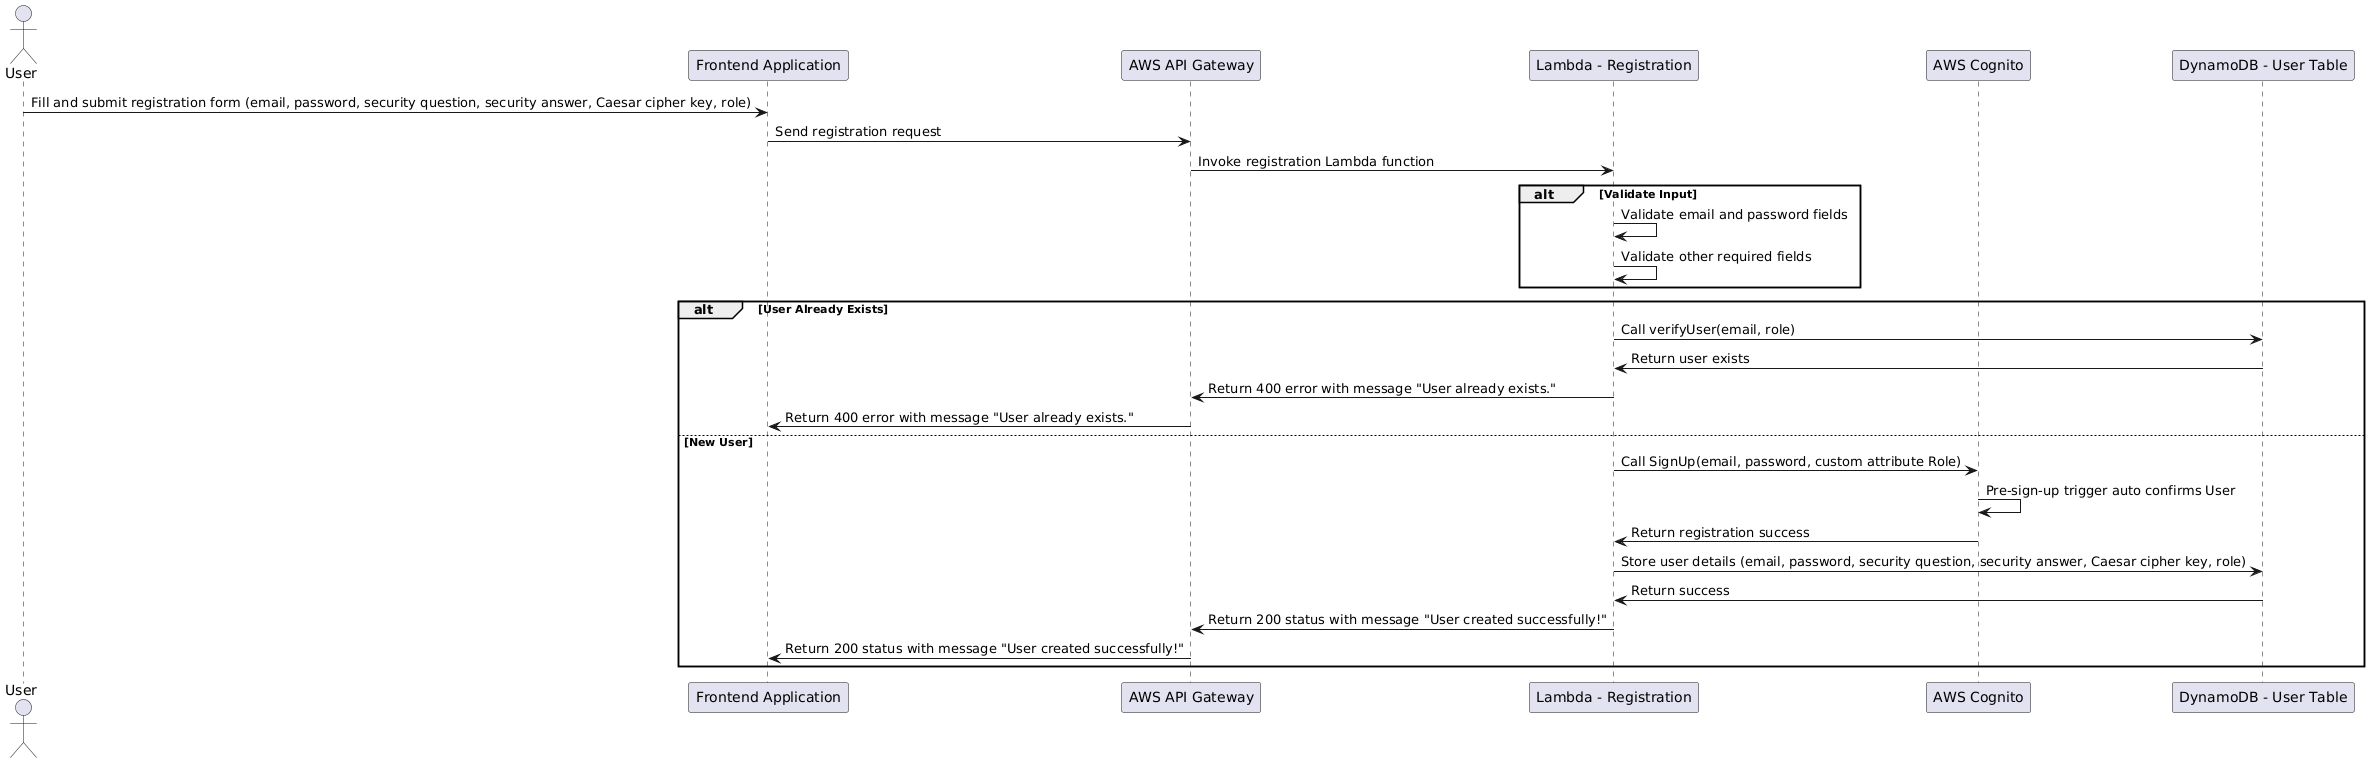 User
Frontend Application
AWS API Gateway
Lambda - Registration
AWS Cognito
DynamoDB - User Table
Fill and submit registration form (email, password, security question, security answer, Caesar cipher key, role)
Send registration request
Invoke registration Lambda function
alt
[Validate Input]
Validate email and password fields
Validate other required fields
alt
[User Already Exists]
Call verifyUser(email, role)
Return user exists
Return 400 error with message "User already exists."
Return 400 error with message "User already exists."
[New User]
Call SignUp(email, password, custom attribute Role)
Pre-sign-up trigger auto confirms User
Return registration success
Store user details (email, password, security question, security answer, Caesar cipher key, role)
Return success
Return 200 status with message "User created successfully!"
Return 200 status with message "User created successfully!"
User
Frontend Application
AWS API Gateway
Lambda - Registration
AWS Cognito
DynamoDB - User Table